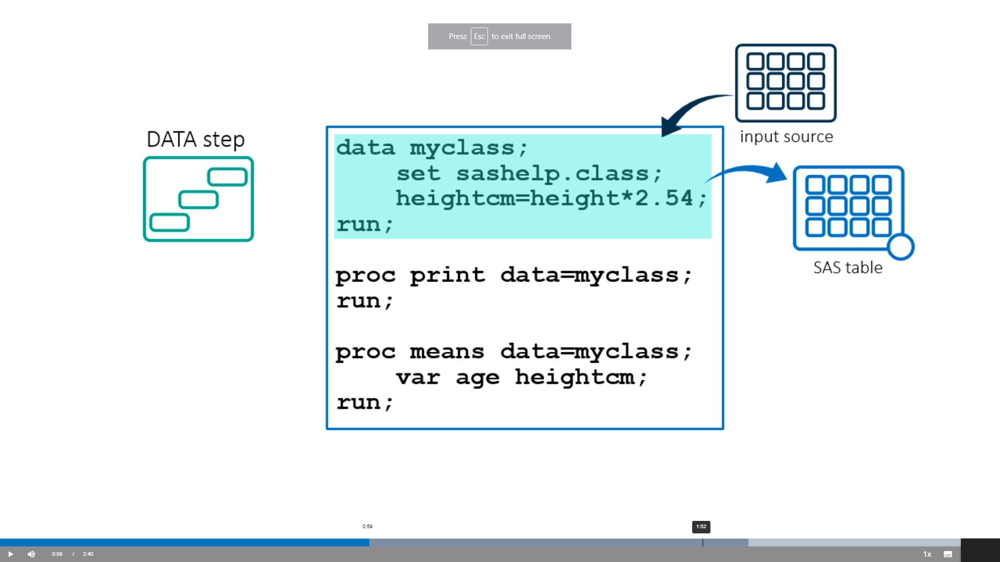 Press Esc to exit full screen
input source
DATA step
data myclass;
set sashelp.class;
heightcm=height*2.54;
run;
SAS table
proc print data=myclass;
run;
proc means data=myclass;
var age heightcm;
run;
0:59
1:52
0:59 / 2:40
1x